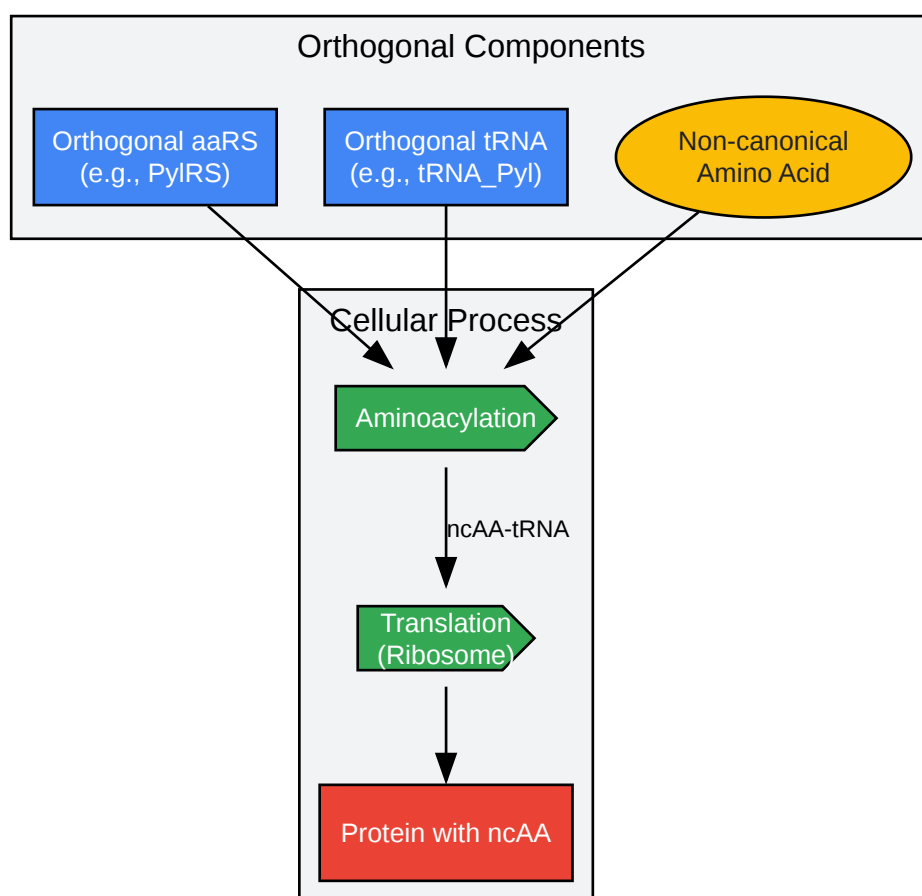 Orthogonal Components
Orthogonal aaRS
(e.g., PylRS)
Orthogonal tRNA
(e.g., tRNA_Pyl)
Non-canonical
Amino Acid
Cellular Process
Aminoacylation
ncAA-tRNA
Translation
(Ribosome)
Protein with ncAA